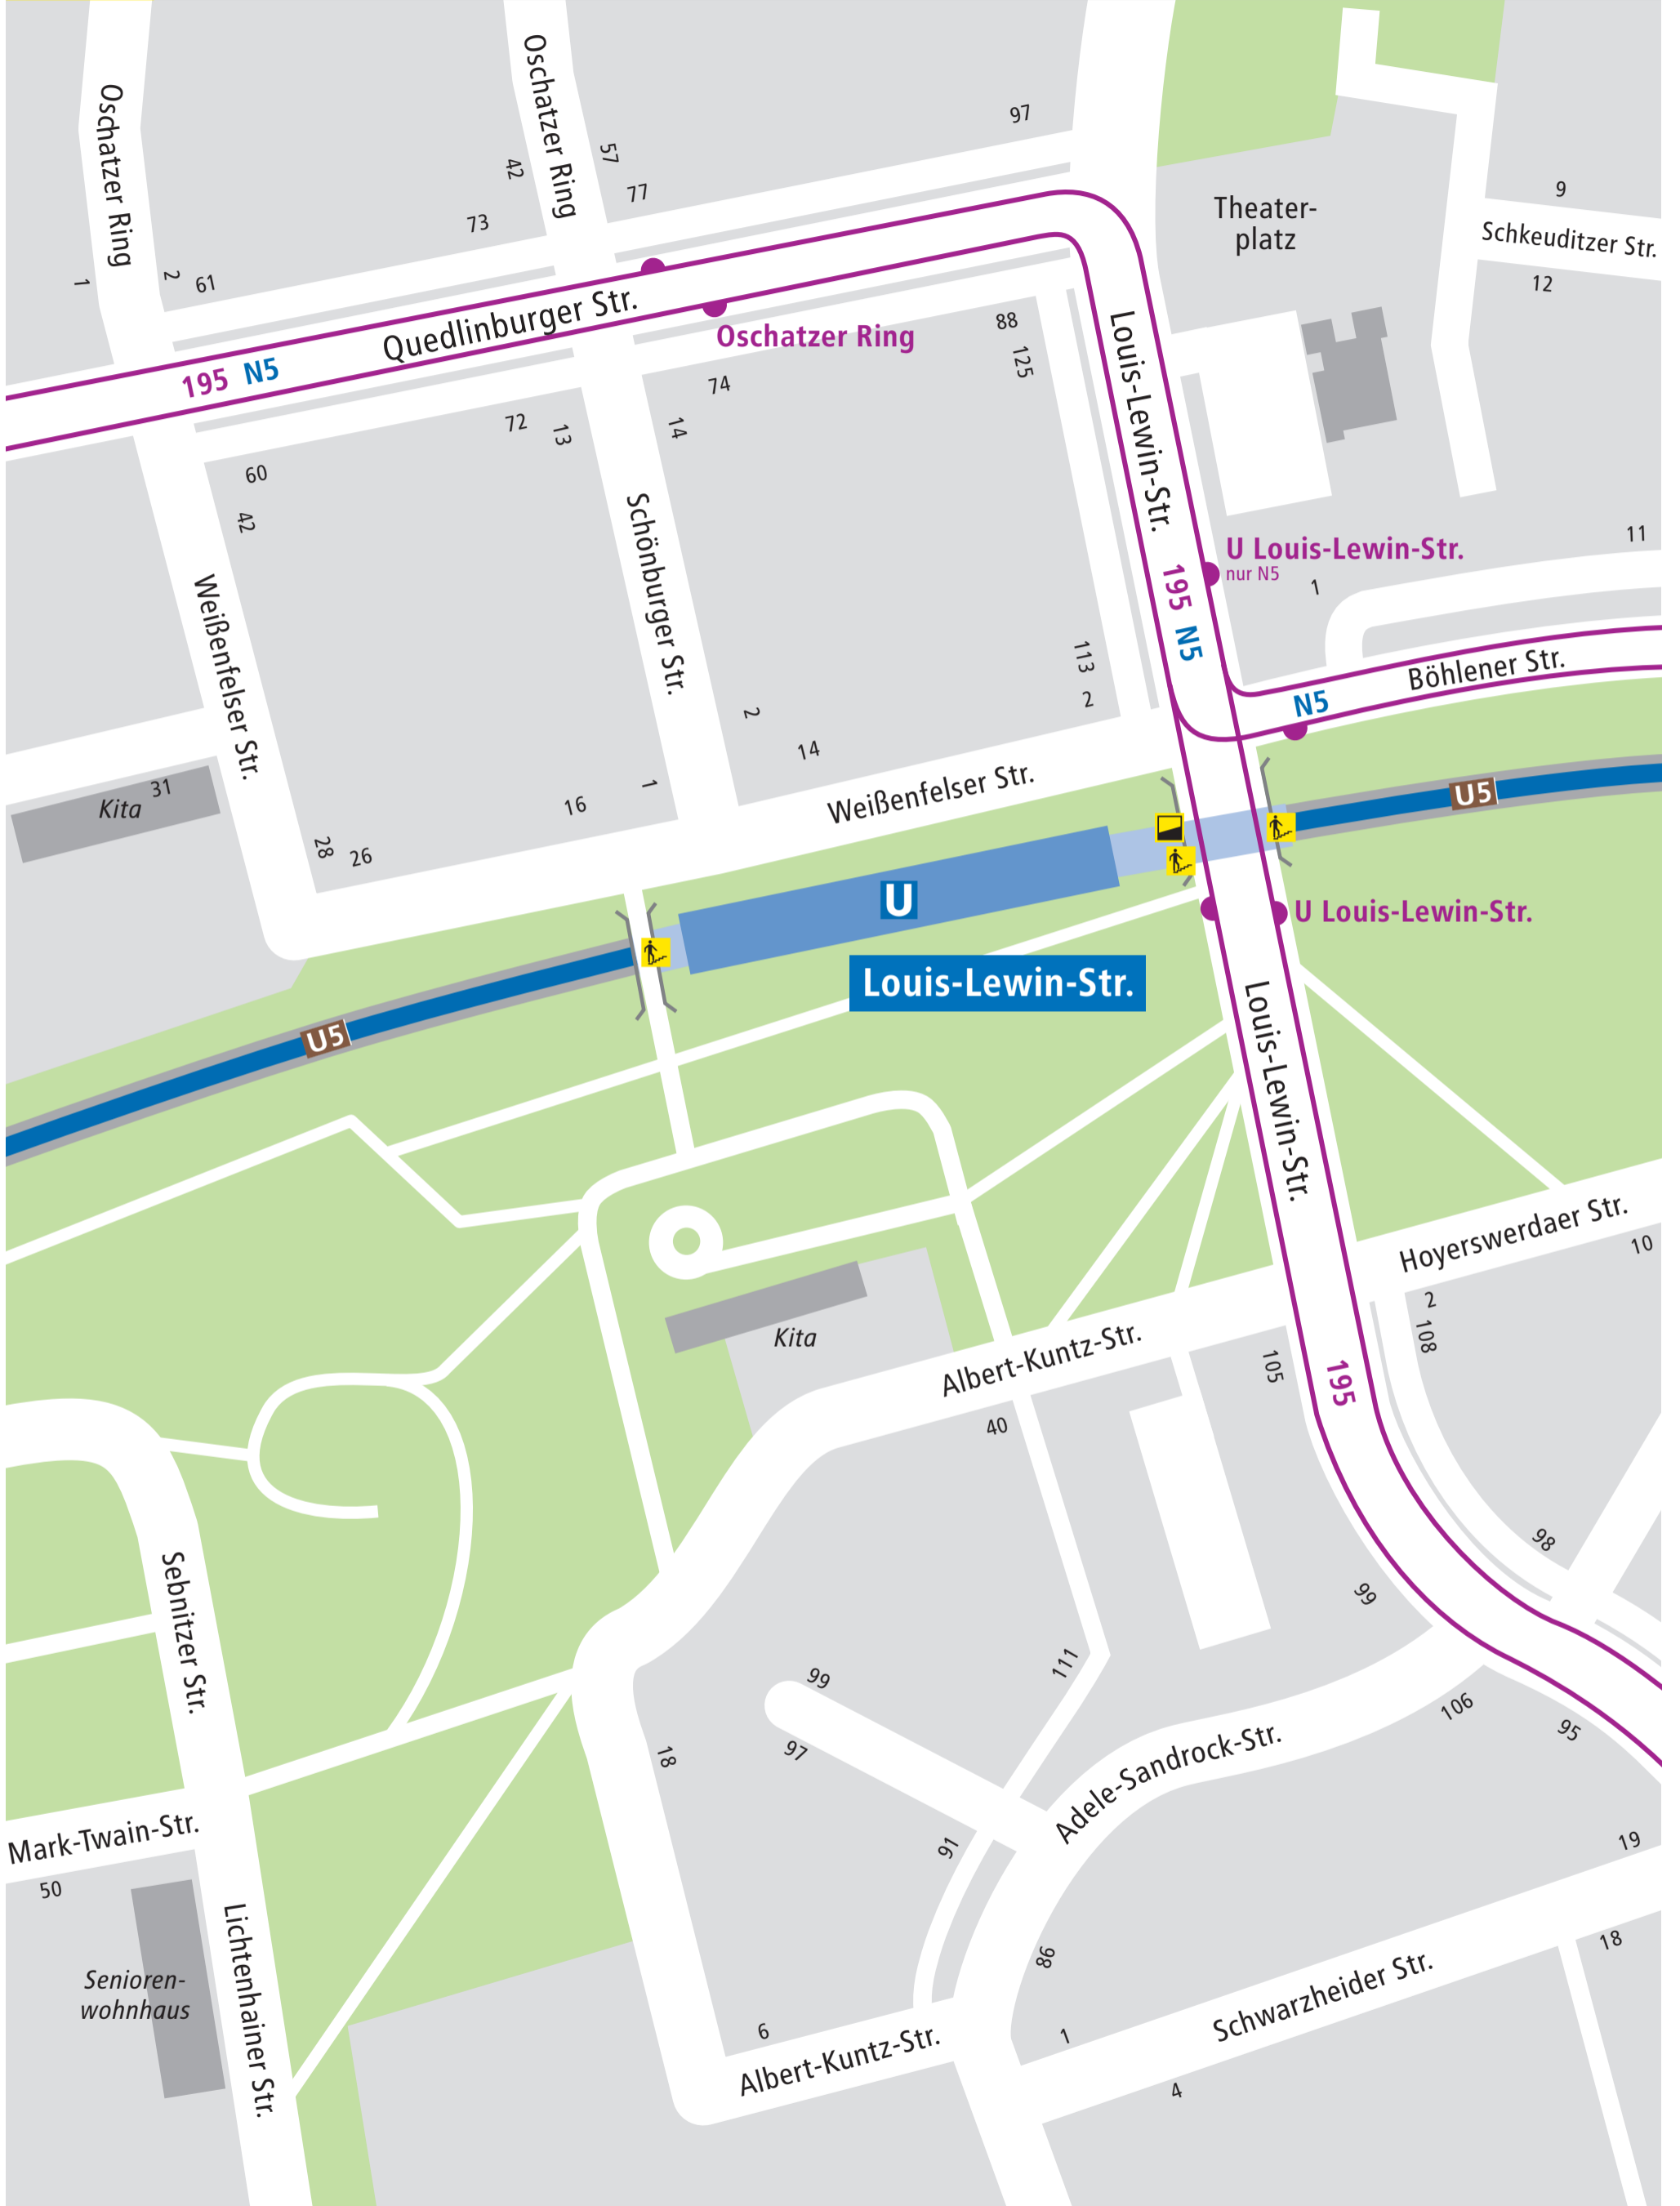 Oschatzer Ring
Oschatzer Ring
97
57
42
77
73
Theater-
platz
9
Schkeuditzer Str.
12
1
2
61
Quedlinburger Str.
195 N5
Oschatzer Ring
88
125
Louis-Lewin-Str.
74
72
13
14
60
42
Schönburger Str.
Weißenfelser Str.
U Louis-Lewin-Str.
nur N5
195 N5
11
1
Böhlener Str.
N5
113
2
2
14
Weißenfelser Str.
1
16
31
Kita
28
26
U5
U
U Louis-Lewin-Str.
Louis-Lewin-Str.
U5
Louis-Lewin-Str.
Hoyerswerdaer Str.
10
2
108
Kita
Albert-Kuntz-Str.
105
195
40
98
99
Sebnitzer Str.
111
99
97
18
106
95
Adele-Sandrock-Str.
Mark-Twain-Str.
91
19
50
Lichtenhainer Str.
86
18
Senioren-
wohnhaus
Schwarzheider Str.
6
1
Albert-Kuntz-Str.
4